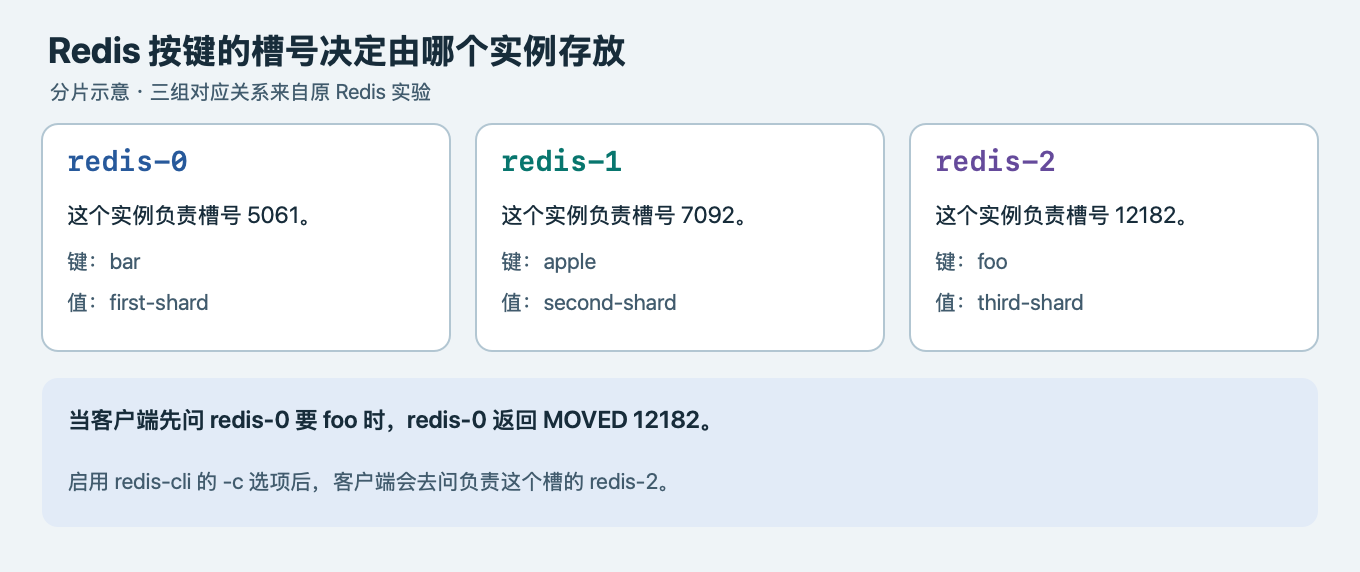 Redis 按键的槽号决定由哪个实例存放
分片示意 · 三组对应关系来自原 Redis 实验
redis-0
这个实例负责槽号 5061。
键：bar
值：first-shard
redis-1
这个实例负责槽号 7092。
键：apple
值：second-shard
redis-2
这个实例负责槽号 12182。
键：foo
值：third-shard
当客户端先问 redis-0 要 foo 时，redis-0 返回 MOVED 12182。
启用 redis-cli 的 -c 选项后，客户端会去问负责这个槽的 redis-2。